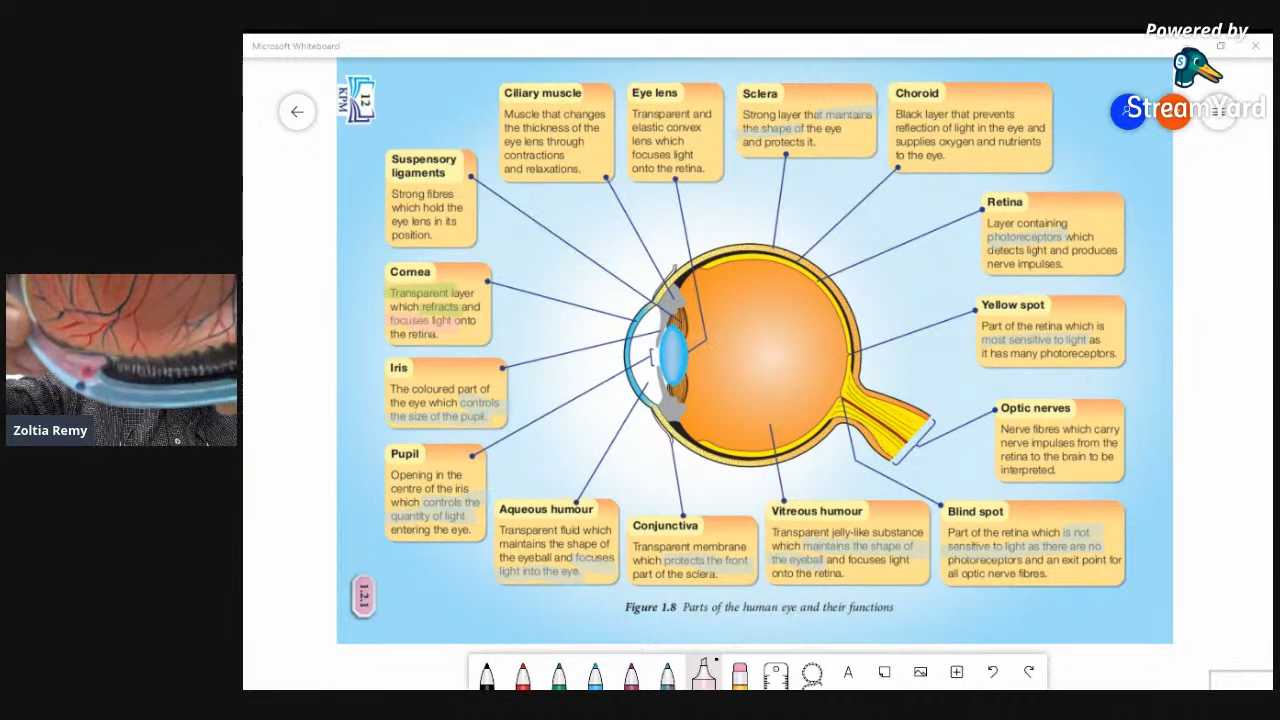 Powered by
StreamYard
Microsoft Whiteboard
12
KPM
Ciliary muscle
Muscle that changes
the thickness of the
eye lens through
contractions
and relaxations.
Eye lens
Transparent and
elastic convex
lens which
focuses light
onto the retina.
Sclera
Strong layer that maintains
the shape of the eye
and protects it.
Choroid
Black layer that prevents
reflection of light in the eye and
supplies oxygen and nutrients
to the eye.
Suspensory
ligaments
Strong fibres
which hold the
eye lens in its
position.
Retina
Layer containing
photoreceptors which
detects light and produces
nerve impulses.
Cornea
Transparent layer
which refracts and
focuses light onto
the retina.
Yellow spot
Part of the retina which is
most sensitive to light as
it has many photoreceptors.
Iris
The coloured part of
the eye which controls
the size of the pupil.
Optic nerves
Nerve fibres which carry
nerve impulses from the
retina to the brain to be
interpreted.
Pupil
Opening in the
centre of the iris
which controls the
quantity of light
entering the eye.
Aqueous humour
Transparent fluid which
maintains the shape of
the eyeball and focuses
light into the eye.
Conjunctiva
Transparent membrane
which protects the front
part of the sclera.
Vitreous humour
Transparent jelly-like substance
which maintains the shape of
the eyeball and focuses light
onto the retina.
Blind spot
Part of the retina which is not
sensitive to light as there are no
photoreceptors and an exit point for
all optic nerve fibres.
1.2.1
Figure 1.8 Parts of the human eye and their functions
Zoltia Remy
A